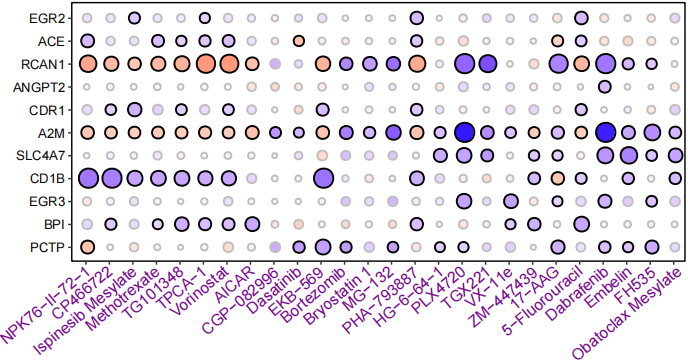 EGR2
ACE
RCAN1
ANGPT2
CDR1
A2M
SLC4A7
CD1B
EGR3
BPI
PCTP
NPK76-II-72-1
CP466722
Ispinesib Mesylate
Methotrexate
TG101348
TPCA-1
Vorinostat
AICAR
CGP-082996
Dasatinib
EKB-569
Bortezomib
Bryostatin 1
MG-132
PHA-793887
HG-6-64-1
PLX4720
TGX221
VX-11e
ZM-447439
17-AAG
5-Fluorouracil
Dabrafenib
Embelin
FH535
Obatoclax Mesylate